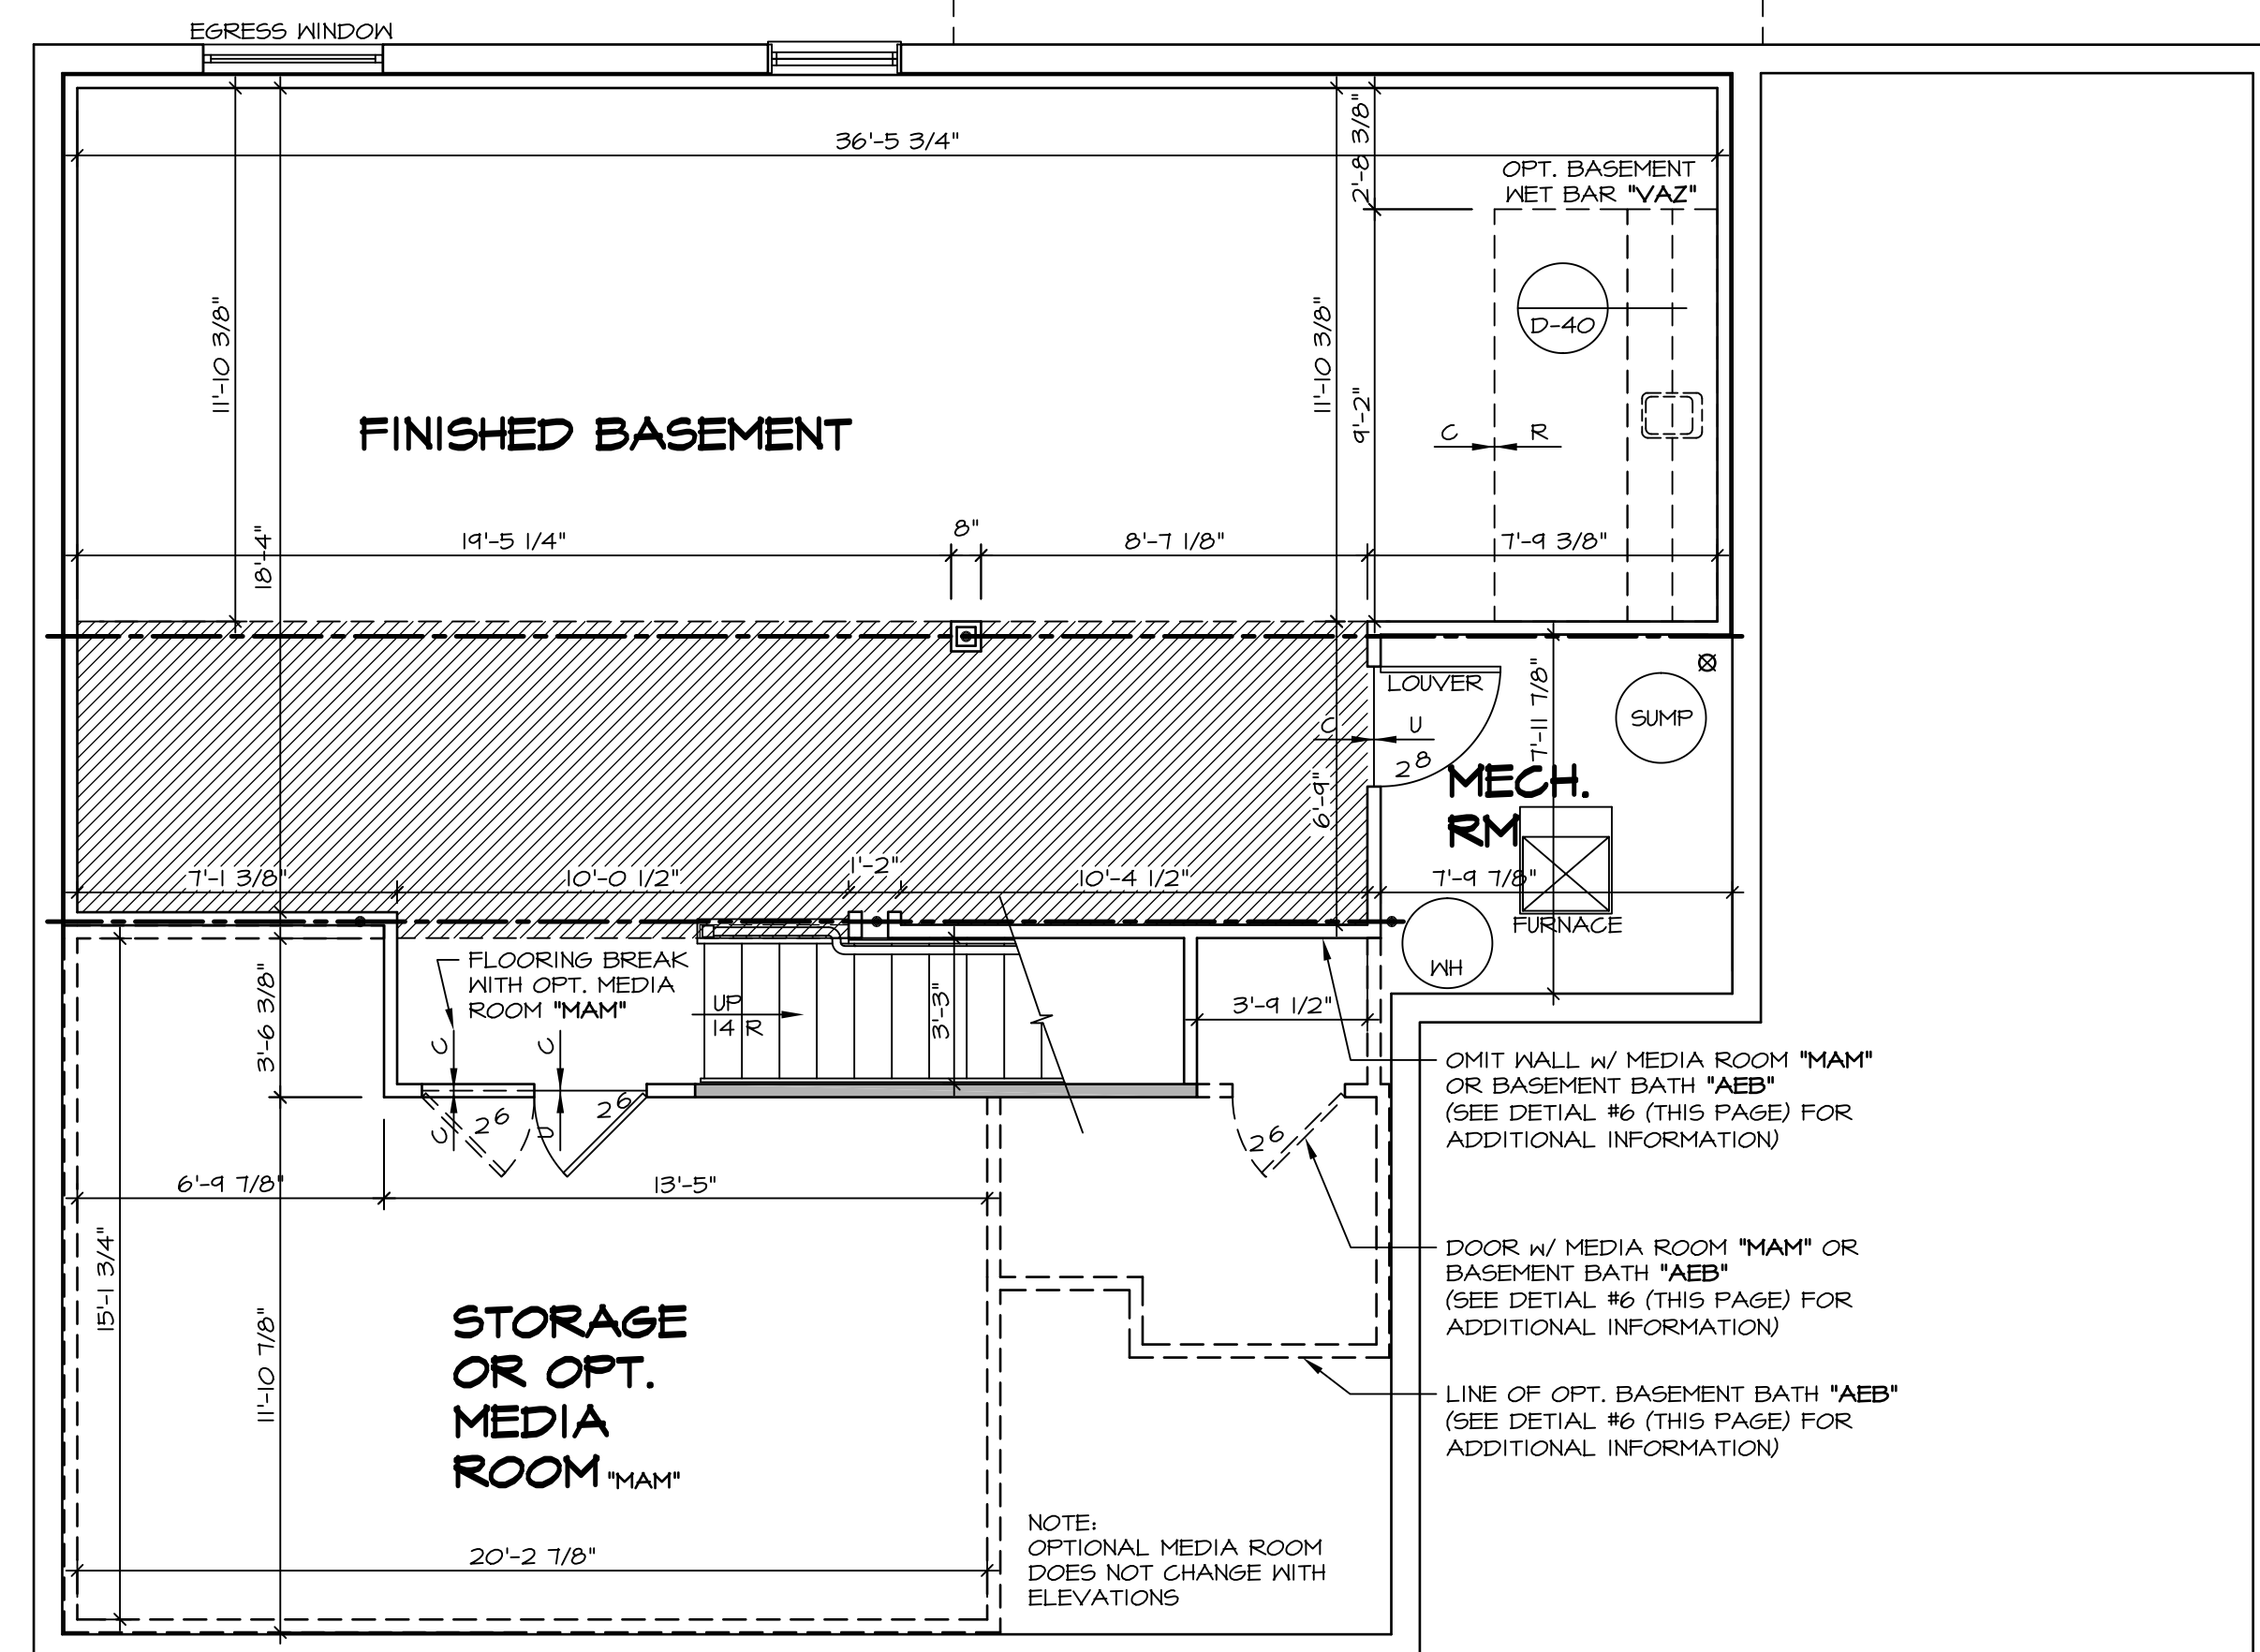 EGRESS WINDOW
36'-5 3/4"
2'-8 3/8"
OPT. BASEMENT
WET BAR "VAZ"
D-40
11'-10 3/8"
11'-10 3/8"
9'-2"
FINISHED BASEMENT
C R
18'-4"
19'-5 1/4"
8"
8'-7 1/8"
7'-9 3/8"
LOUVER
7'-11 7/8"
SUMP
C U
2 8
MECH.
RM
6'-9"
7'-1 3/8"
10'-0 1/2"
1'-2"
10'-4 1/2"
7'-9 7/8"
FURNACE
WH
FLOORING BREAK
WITH OPT. MEDIA
ROOM "MAM"
UP
14 R
3'-3"
3'-9 1/2"
3'-6 3/8"
C C
U U
2 6
2 6
2 6
OMIT WALL w/ MEDIA ROOM "MAM"
OR BASEMENT BATH "AEB"
(SEE DETIAL #6 (THIS PAGE) FOR
ADDITIONAL INFORMATION)
6'-9 7/8"
13'-5"
DOOR w/ MEDIA ROOM "MAM" OR
BASEMENT BATH "AEB"
(SEE DETIAL #6 (THIS PAGE) FOR
ADDITIONAL INFORMATION)
15'-1 3/4"
11'-10 7/8"
STORAGE
OR OPT.
MEDIA
ROOM "MAM"
LINE OF OPT. BASEMENT BATH "AEB"
(SEE DETIAL #6 (THIS PAGE) FOR
ADDITIONAL INFORMATION)
20'-2 7/8"
NOTE:
OPTIONAL MEDIA ROOM
DOES NOT CHANGE WITH
ELEVATIONS